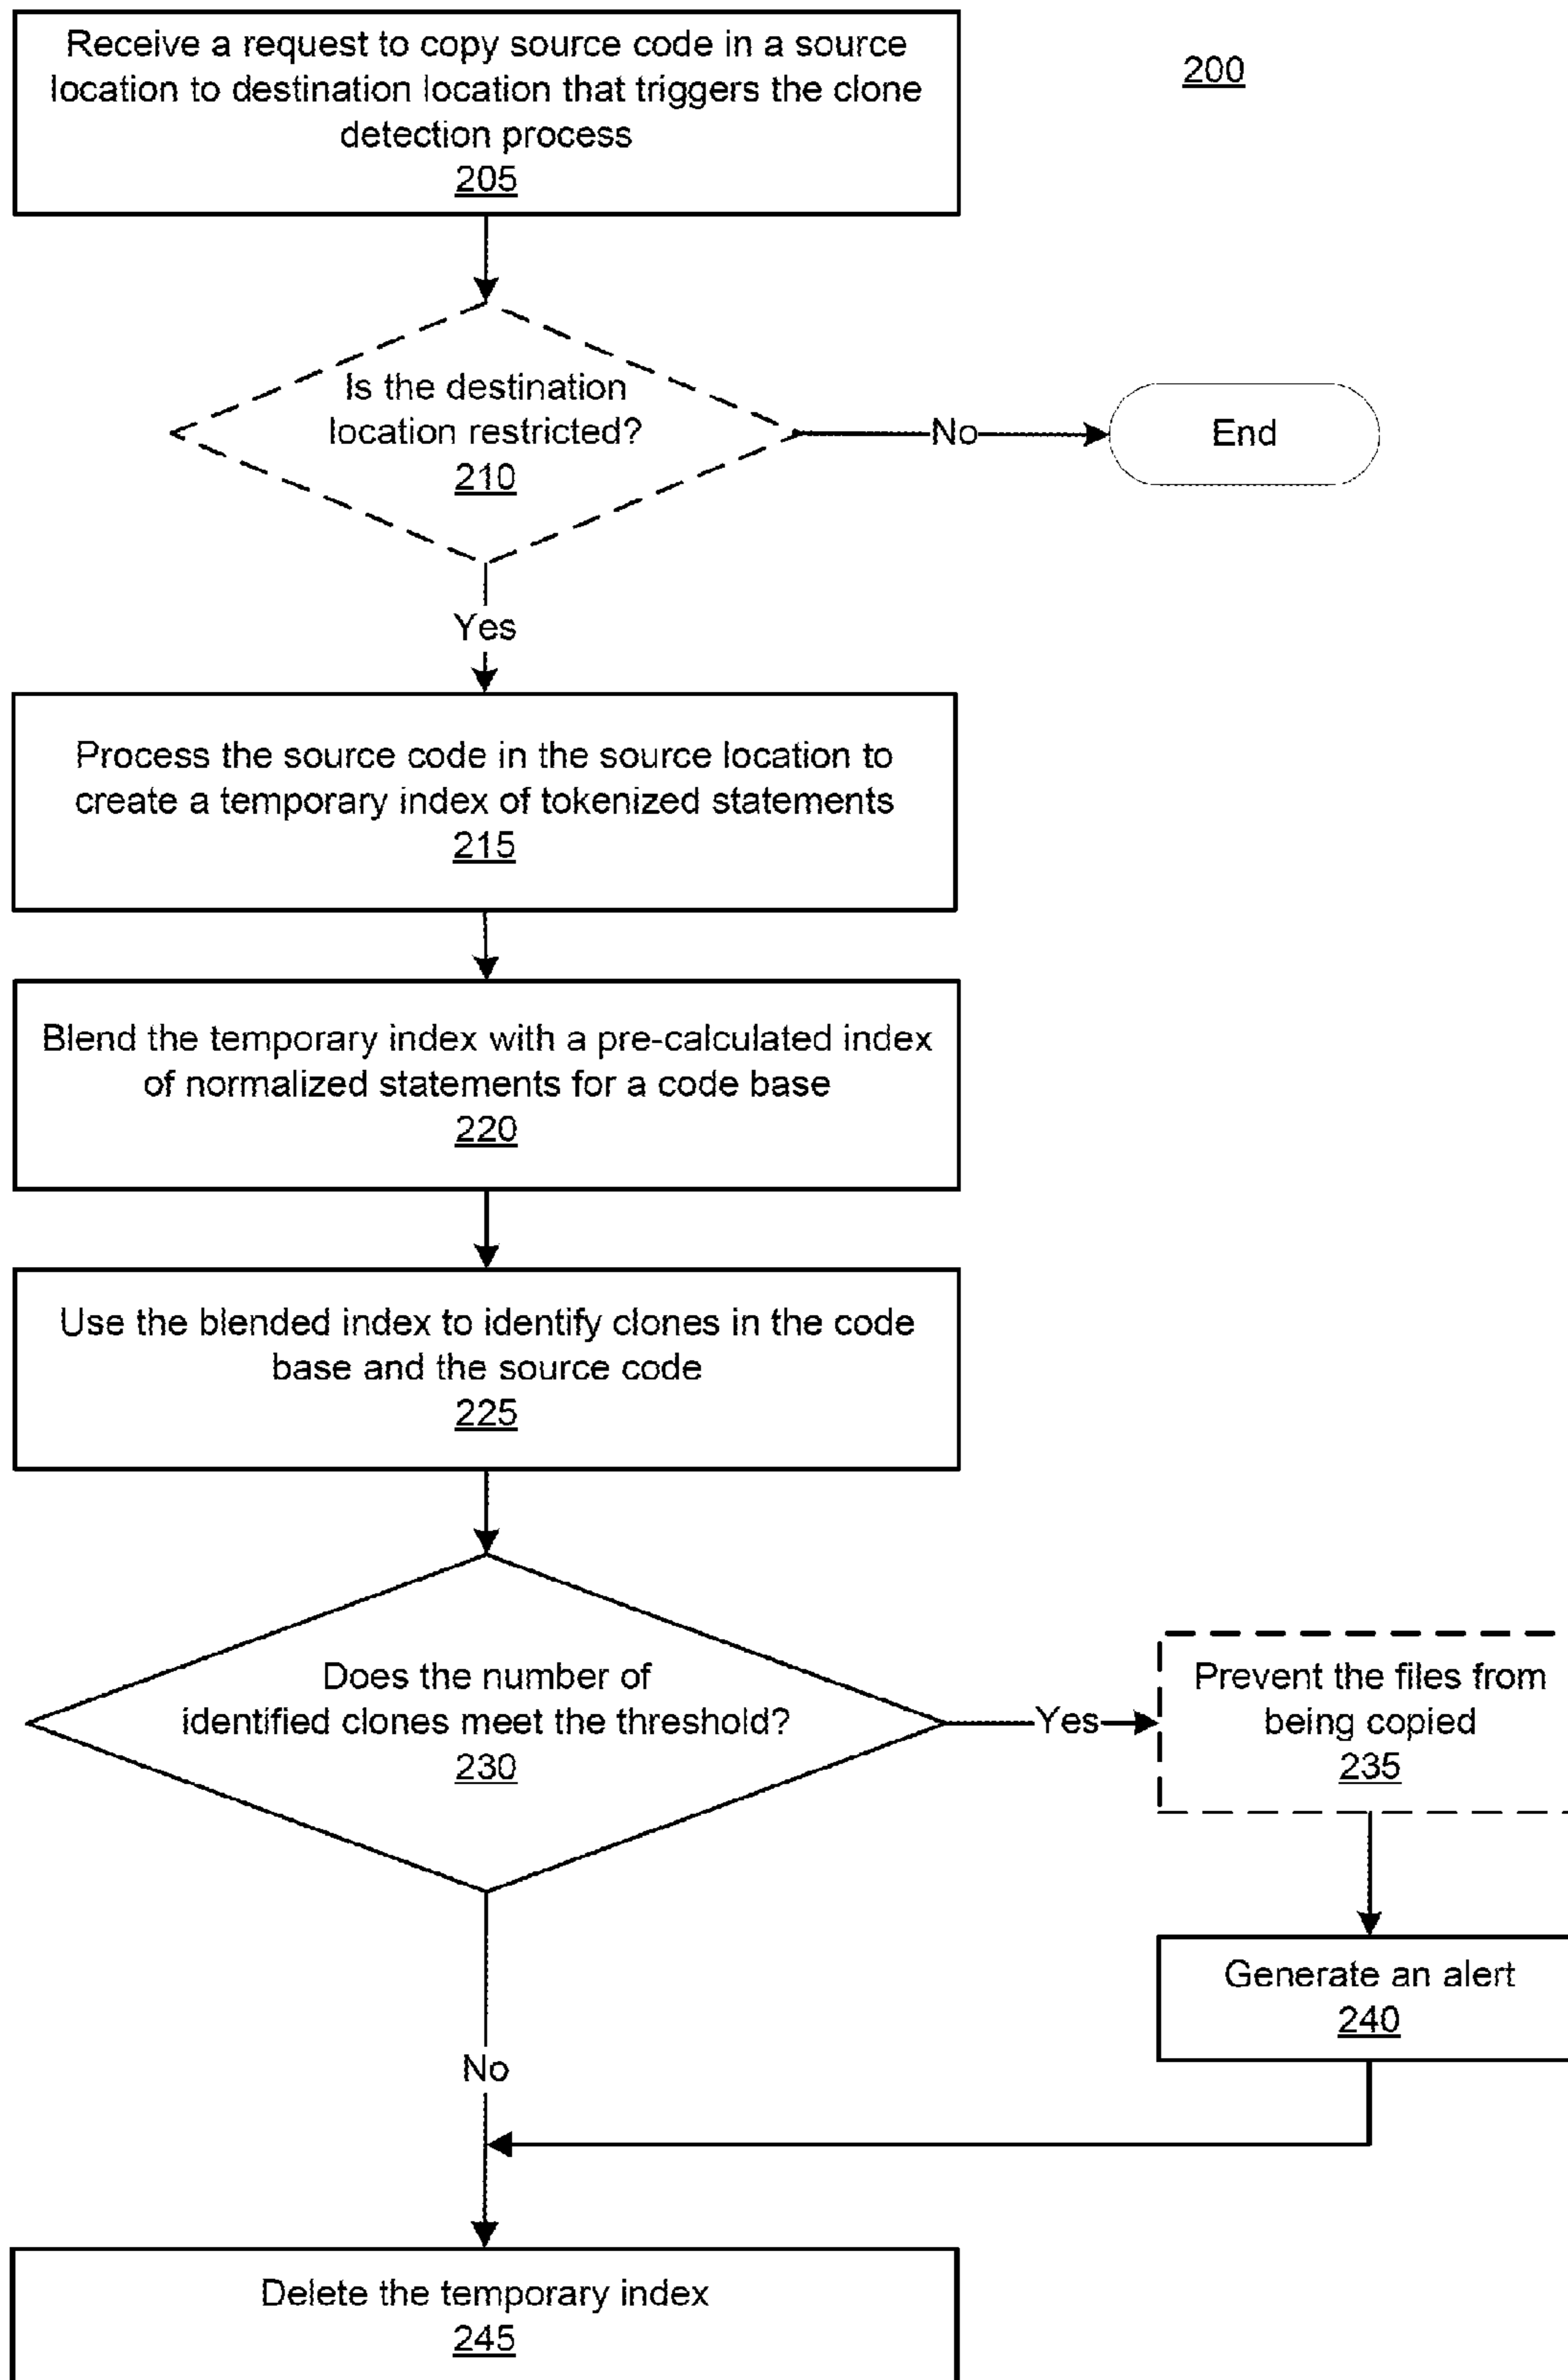 Receive a request to copy source code in a source
location to destination location that triggers the clone
detection process
205
200
Is the destination
location restricted?
210
No
End
Yes
Process the source code in the source location to
create a temporary index of tokenized statements
215
Blend the temporary index with a pre-calculated index
of normalized statements for a code base
220
Use the blended index to identify clones in the code
base and the source code
225
Does the number of
identified clones meet the threshold?
230
Yes
Prevent the files from
being copied
235
Generate an alert
240
No
Delete the temporary index
245